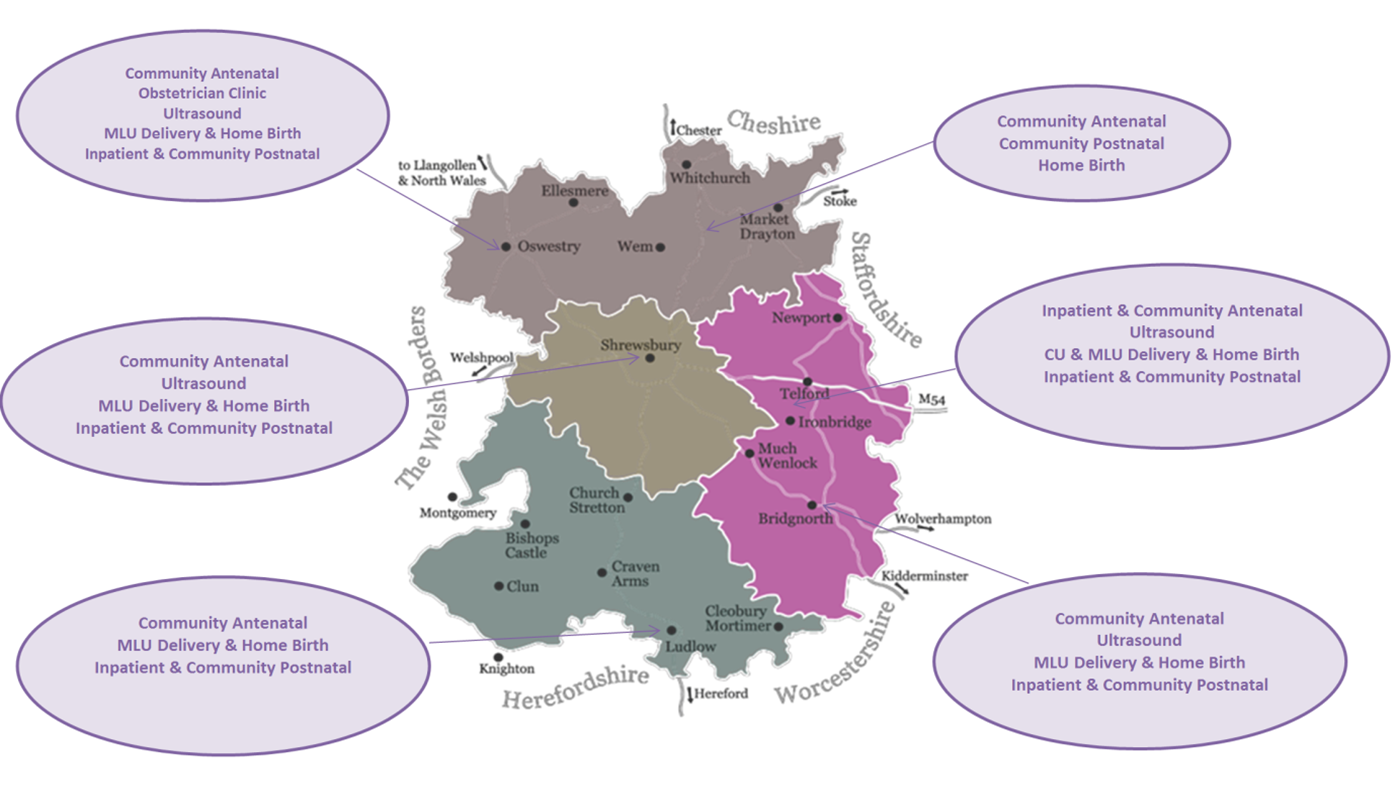 Community Antenatal
Obstetrician Clinic
Ultrasound
MLU Delivery & Home Birth
Inpatient & Community Postnatal
Community Antenatal
Community Postnatal
Home Birth
Community Antenatal
Ultrasound
MLU Delivery & Home Birth
Inpatient & Community Postnatal
Inpatient & Community Antenatal
Ultrasound
CU & MLU Delivery & Home Birth
Inpatient & Community Postnatal
Community Antenatal
MLU Delivery & Home Birth
Inpatient & Community Postnatal
Community Antenatal
Ultrasound
MLU Delivery & Home Birth
Inpatient & Community Postnatal
Cheshire
Chester
to Llangollen
& North Wales
Whitchurch
Ellesmere
Stoke
Market
Drayton
Oswestry
Wem
Staffordshire
Newport
Shrewsbury
Welshpool
The Welsh Borders
Telford
M54
Ironbridge
Much
Wenlock
Church
Stretton
Montgomery
Bridgnorth
Wolverhampton
Bishops
Castle
Craven
Arms
Clun
Kidderminster
Cleobury
Mortimer
Ludlow
Knighton
Herefordshire
Hereford
Worcestershire